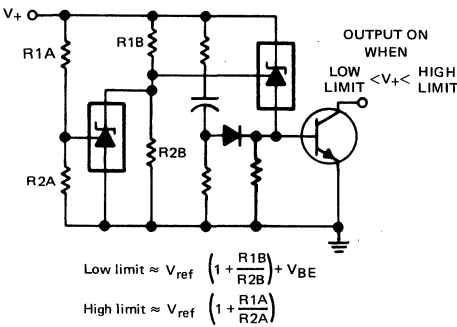 V+
R1A
R1B
R2A
R2B
OUTPUT ON
WHEN
LOW LIMIT < V+ < HIGH LIMIT
Low limit ≈ Vref (1 + R1B/R2B) + VBE
High limit ≈ Vref (1 + R1A/R2A)